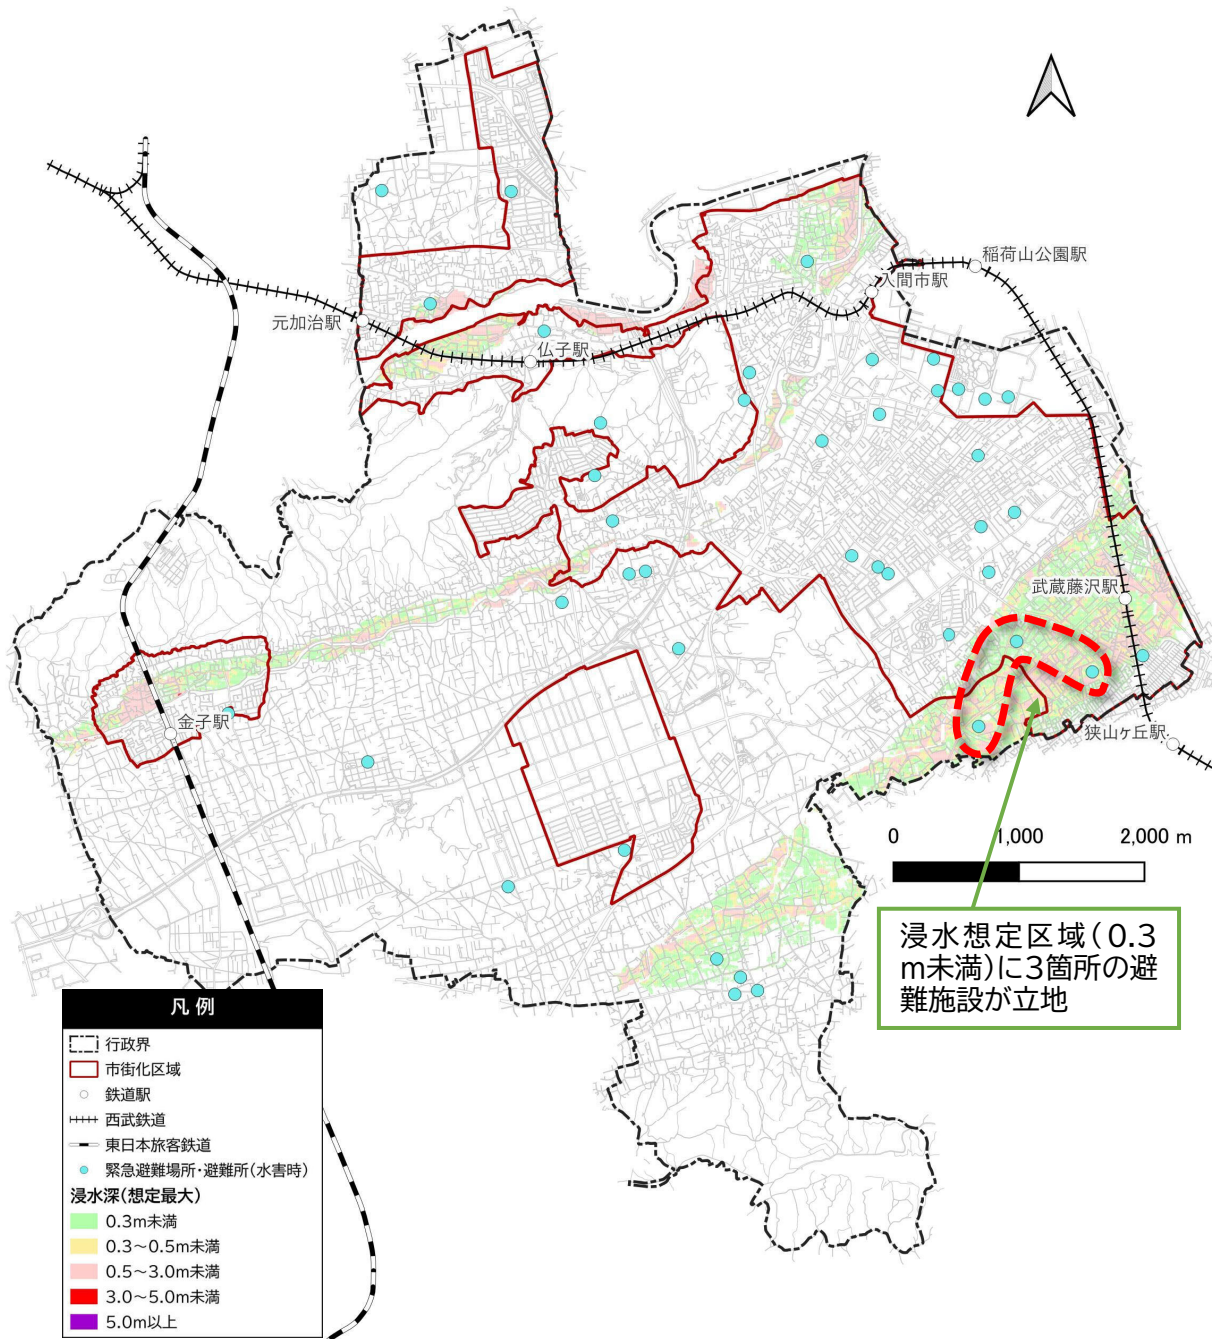 稲荷山公園駅
入間市駅
元加治駅
仏子駅
武蔵藤沢駅
金子駅
狭山ヶ丘駅
0 1,000 2,000 m
浸水想定区域(0.3
m未満)に3箇所の避
難施設が立地
凡例
行政界
市街化区域
鉄道駅
西武鉄道
東日本旅客鉄道
緊急避難場所・避難所(水害時)
浸水深(想定最大)
0.3m未満
0.3~0.5m未満
0.5~3.0m未満
3.0~5.0m未満
5.0m以上